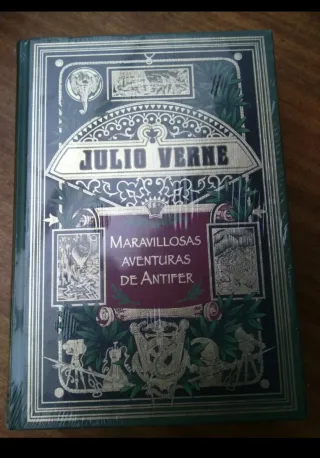 JULIO VERNE
MARAVILLOSAS
AVENTURAS
DE ANTIFER